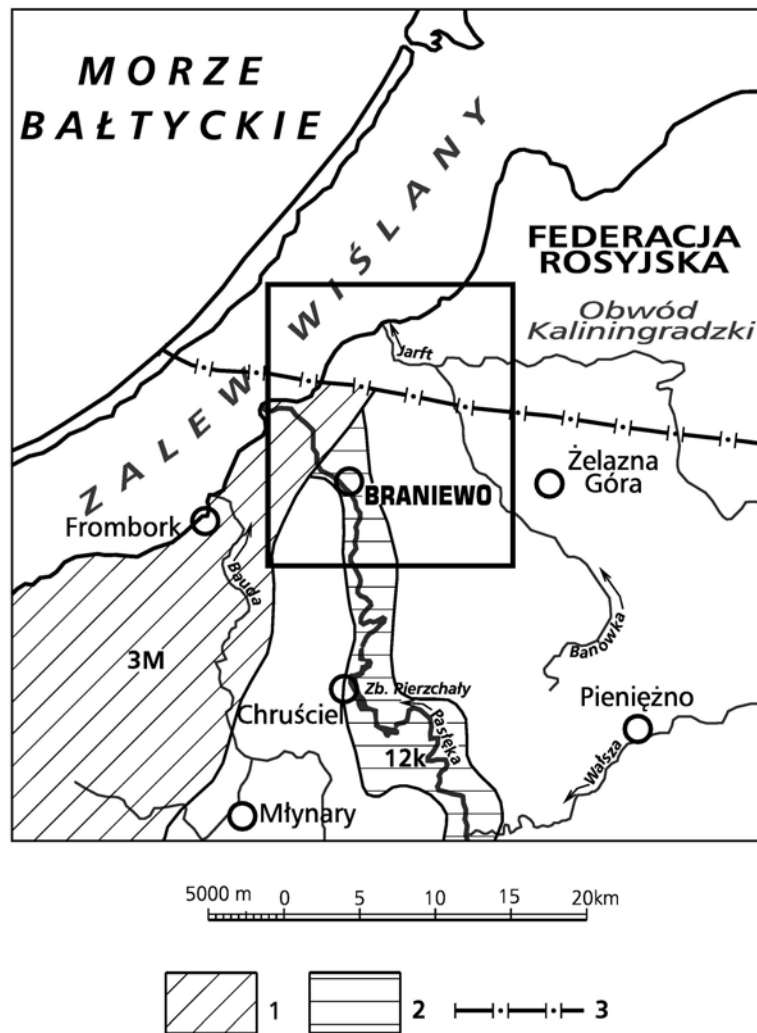 MORZE
BAŁTYCKIE
ZALEW WIŚLANY
FEDERACJA
ROSYJSKA
Obwód
Kaliningradzki
Jarft
BRANIEWO
Żelazna
Góra
Frombork
Bauda
3M
Banówka
Chruściel
Zb. Pierzchały
Pasłęka
12k
Pieniężno
Wałsza
Młynary
5000 m 0 5 10 15 20km
1 2 3